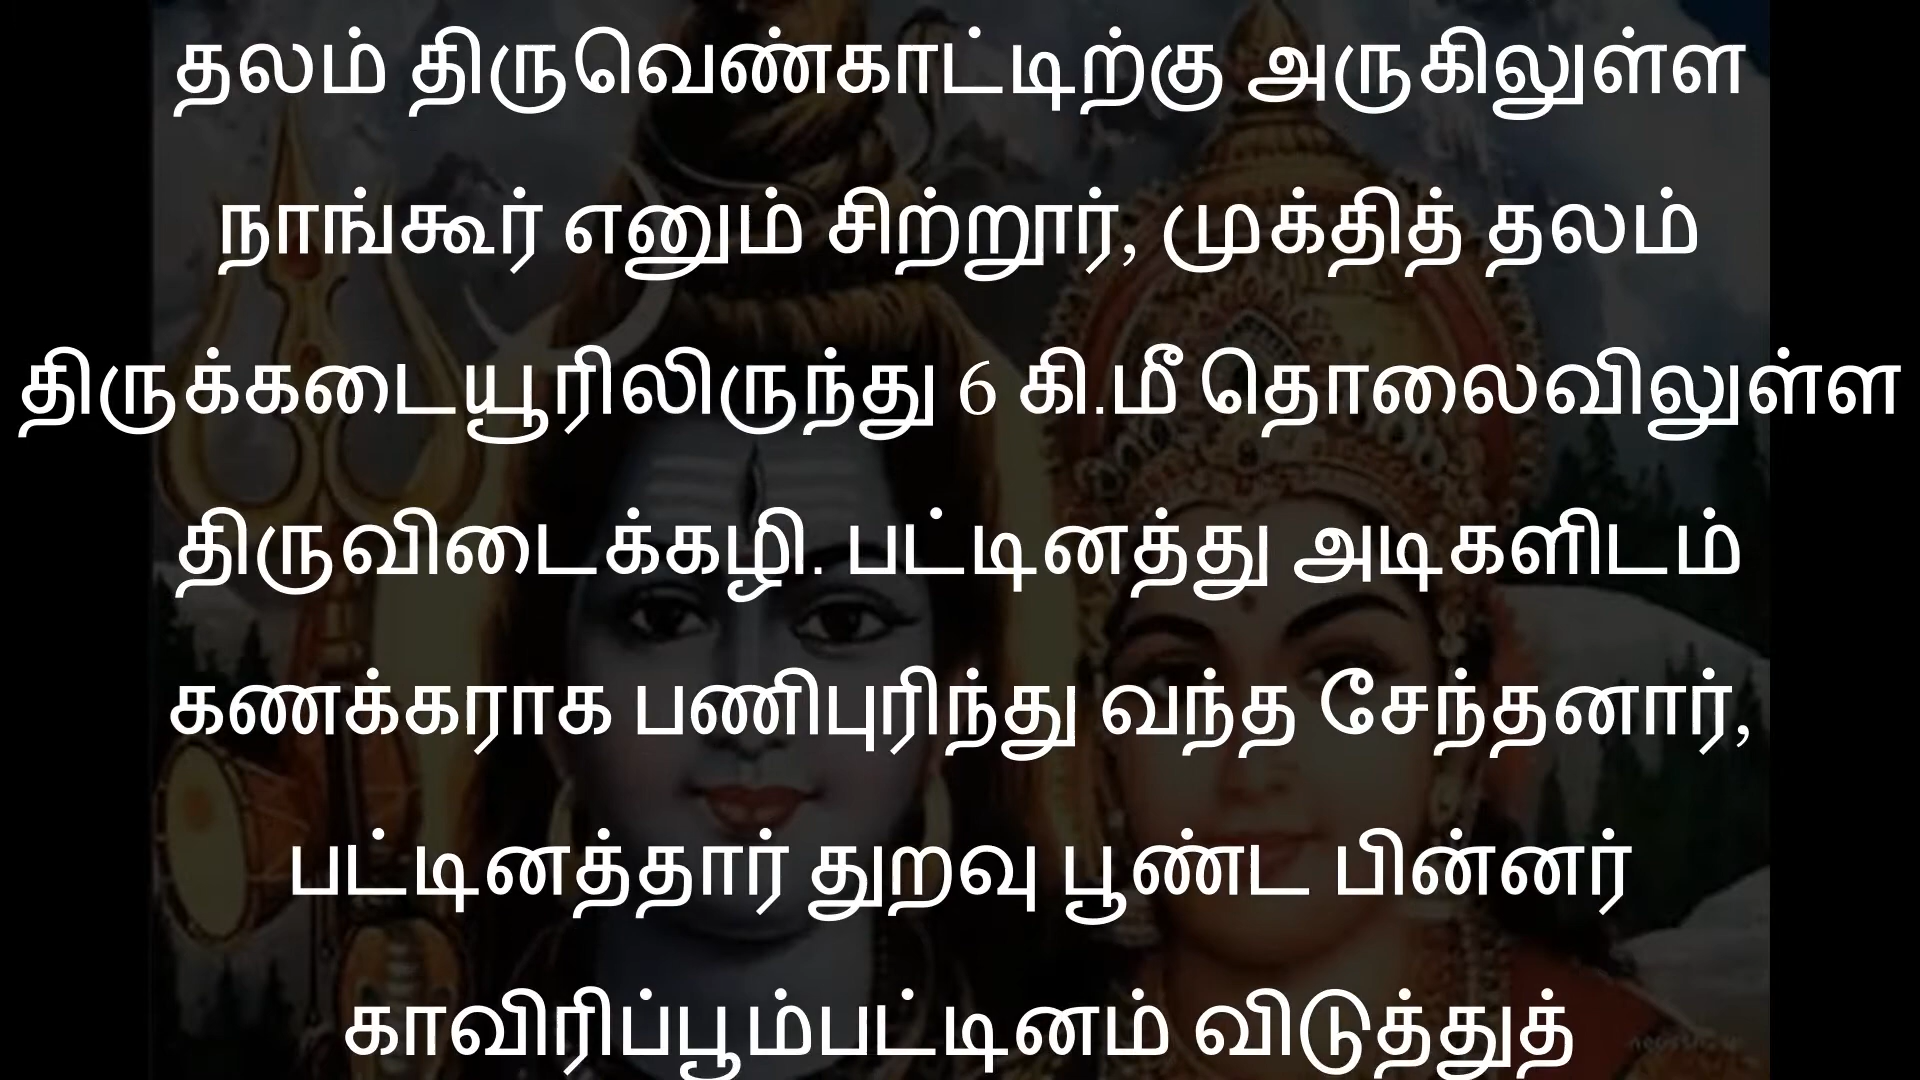 தலம் திருவெண்காட்டிற்கு அருகிலுள்ள
நாங்கூர் எனும் சிற்றூர், முக்தித் தலம்
திருக்கடையூரிலிருந்து 6 கி.மீ தொலைவிலுள்ள
திருவிடைக்கழி. பட்டினத்து அடிகளிடம்
கணக்கராக பணிபுரிந்து வந்த சேந்தனார்,
பட்டினத்தார் துறவு பூண்ட பின்னர்
காவிரிப்பூம்பட்டினம் விடுத்துத்